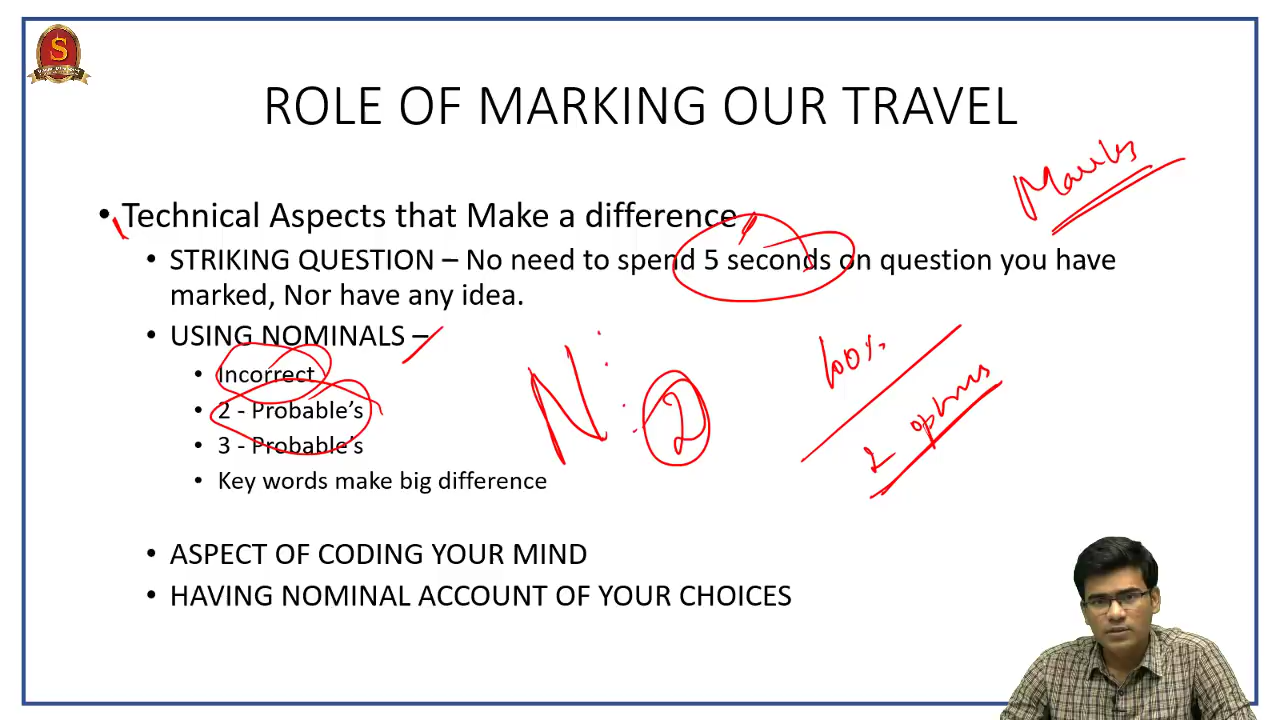 S
ROLE OF MARKING OUR TRAVEL
Marks
• Technical Aspects that Make a difference
• STRIKING QUESTION – No need to spend 5 seconds on question you have
marked, Nor have any idea.
• USING NOMINALS –
• Incorrect
• 2 - Probable's
• 3 - Probable's
• Key words make big difference
N : 2
100%
2 options
• ASPECT OF CODING YOUR MIND
• HAVING NOMINAL ACCOUNT OF YOUR CHOICES